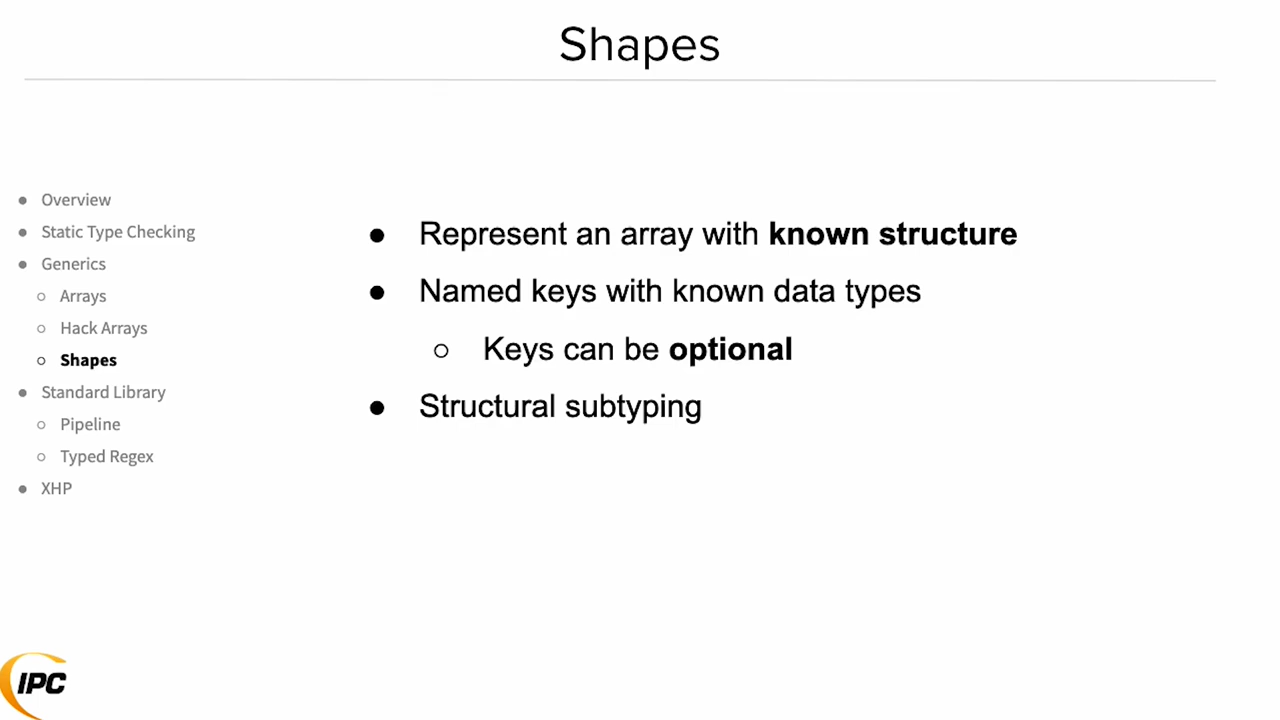 Shapes
● Overview
● Static Type Checking
● Generics
○ Arrays
○ Hack Arrays
○ Shapes
● Standard Library
○ Pipeline
○ Typed Regex
● XHP
● Represent an array with known structure
● Named keys with known data types
○ Keys can be optional
● Structural subtyping
IPC